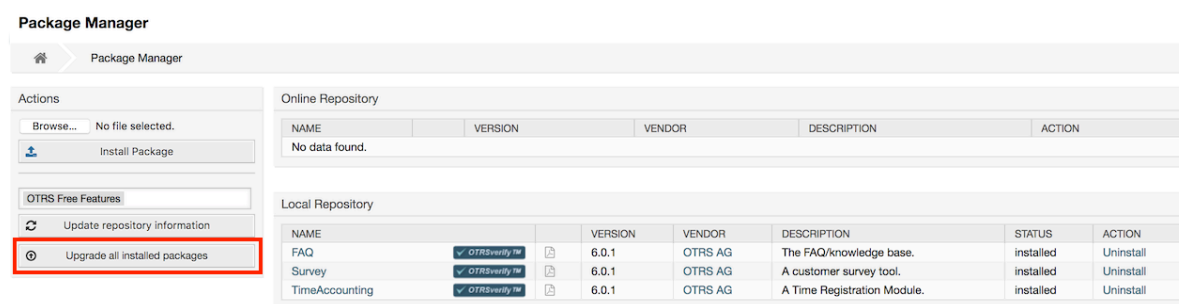 Package Manager
Package Manager
Actions
Browse... No file selected.
Install Package
OTRS Free Features
Update repository information
Upgrade all installed packages
Online Repository
NAME VERSION VENDOR DESCRIPTION ACTION
No data found.
Local Repository
NAME VERSION VENDOR DESCRIPTION STATUS ACTION
FAQ ✓ OTRSverify™ 6.0.1 OTRS AG The FAQ/knowledge base. installed Uninstall
Survey ✓ OTRSverify™ 6.0.1 OTRS AG A customer survey tool. installed Uninstall
TimeAccounting ✓ OTRSverify™ 6.0.1 OTRS AG A Time Registration Module. installed Uninstall